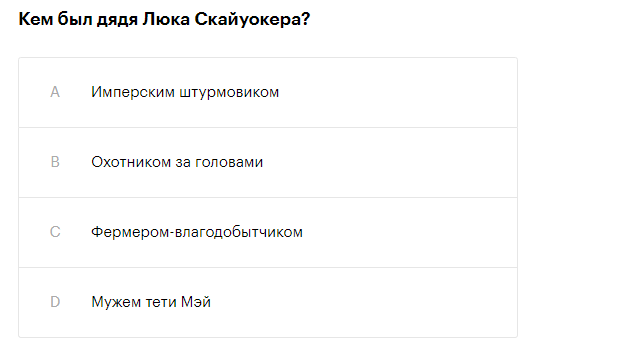 Кем был дядя Люка Скайуокера?
A Имперским штурмовиком
B Охотником за головами
C Фермером-влагодобытчиком
D Мужем тети Мэй